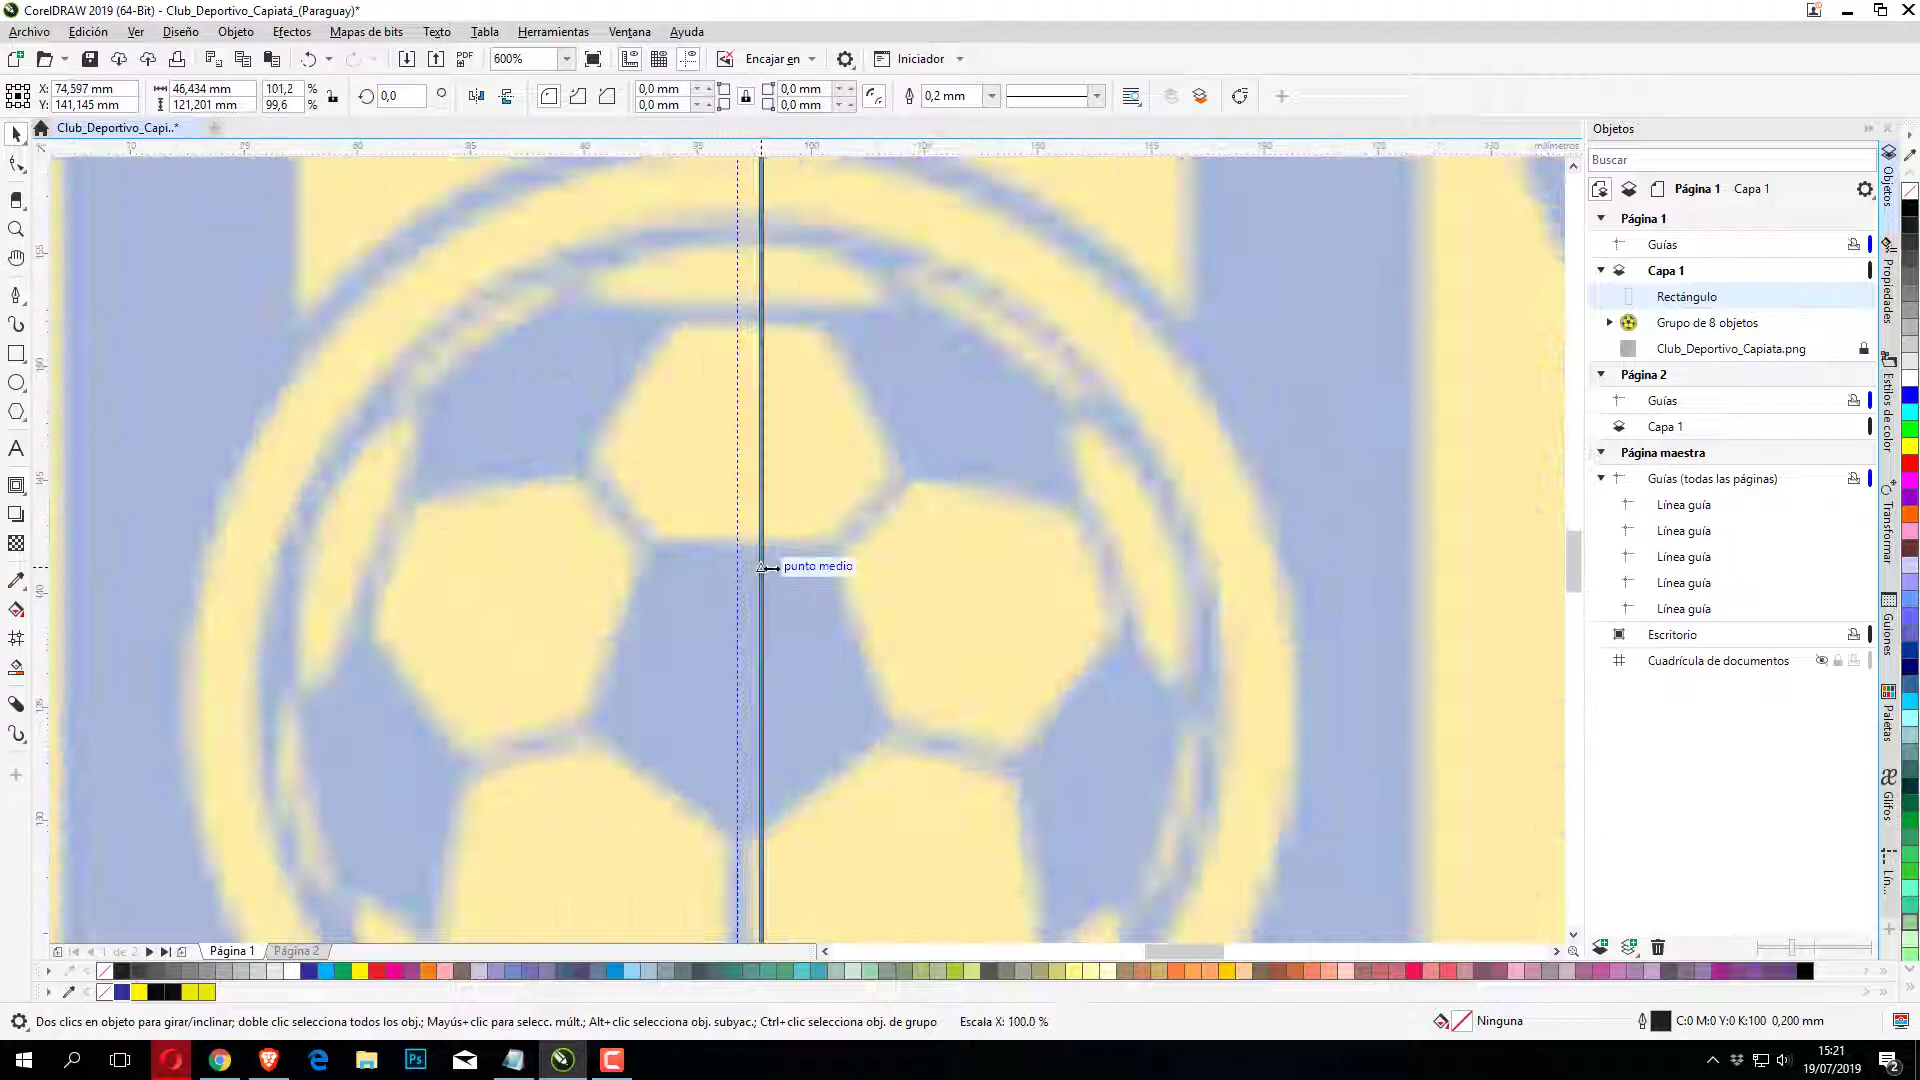 CorelDRAW 2019 (64-Bit) - Club_Deportivo_Capiatá_(Paraguay)*
Archivo Edición Ver Diseño Objeto Efectos Mapas de bits Texto Tabla Herramientas Ventana Ayuda
PDF 600% Encajar en Iniciador
X: 74,597 mm 46,434 mm 101,2 % 0,0 0,0 mm 0,0 mm 0,2 mm
Y: 141,145 mm 121,201 mm 99,6 % 0,0 mm 0,0 mm
Club_Deportivo_Capi..*
milímetros
punto medio
Objetos
Buscar
Página 1 Capa 1
Página 1
Guías
Capa 1
Rectángulo
Grupo de 8 objetos
Club_Deportivo_Capiata.png
Página 2
Guías
Capa 1
Página maestra
Guías (todas las páginas)
Línea guía
Línea guía
Línea guía
Línea guía
Línea guía
Escritorio
Cuadrícula de documentos
Objetos
Propiedades
Estilos de color
Transformar
Guiones
Paletas
Glifos
Lín...
1 de 2 Página 1 Página 2
Dos clics en objeto para girar/inclinar; doble clic selecciona todos los obj.; Mayús+clic para selecc. múlt.; Alt+clic selecciona obj. subyac.; Ctrl+clic selecciona obj. de grupo Escala X: 100.0 % Ninguna C:0 M:0 Y:0 K:100 0,200 mm
Ps
15:21
19/07/2019
2